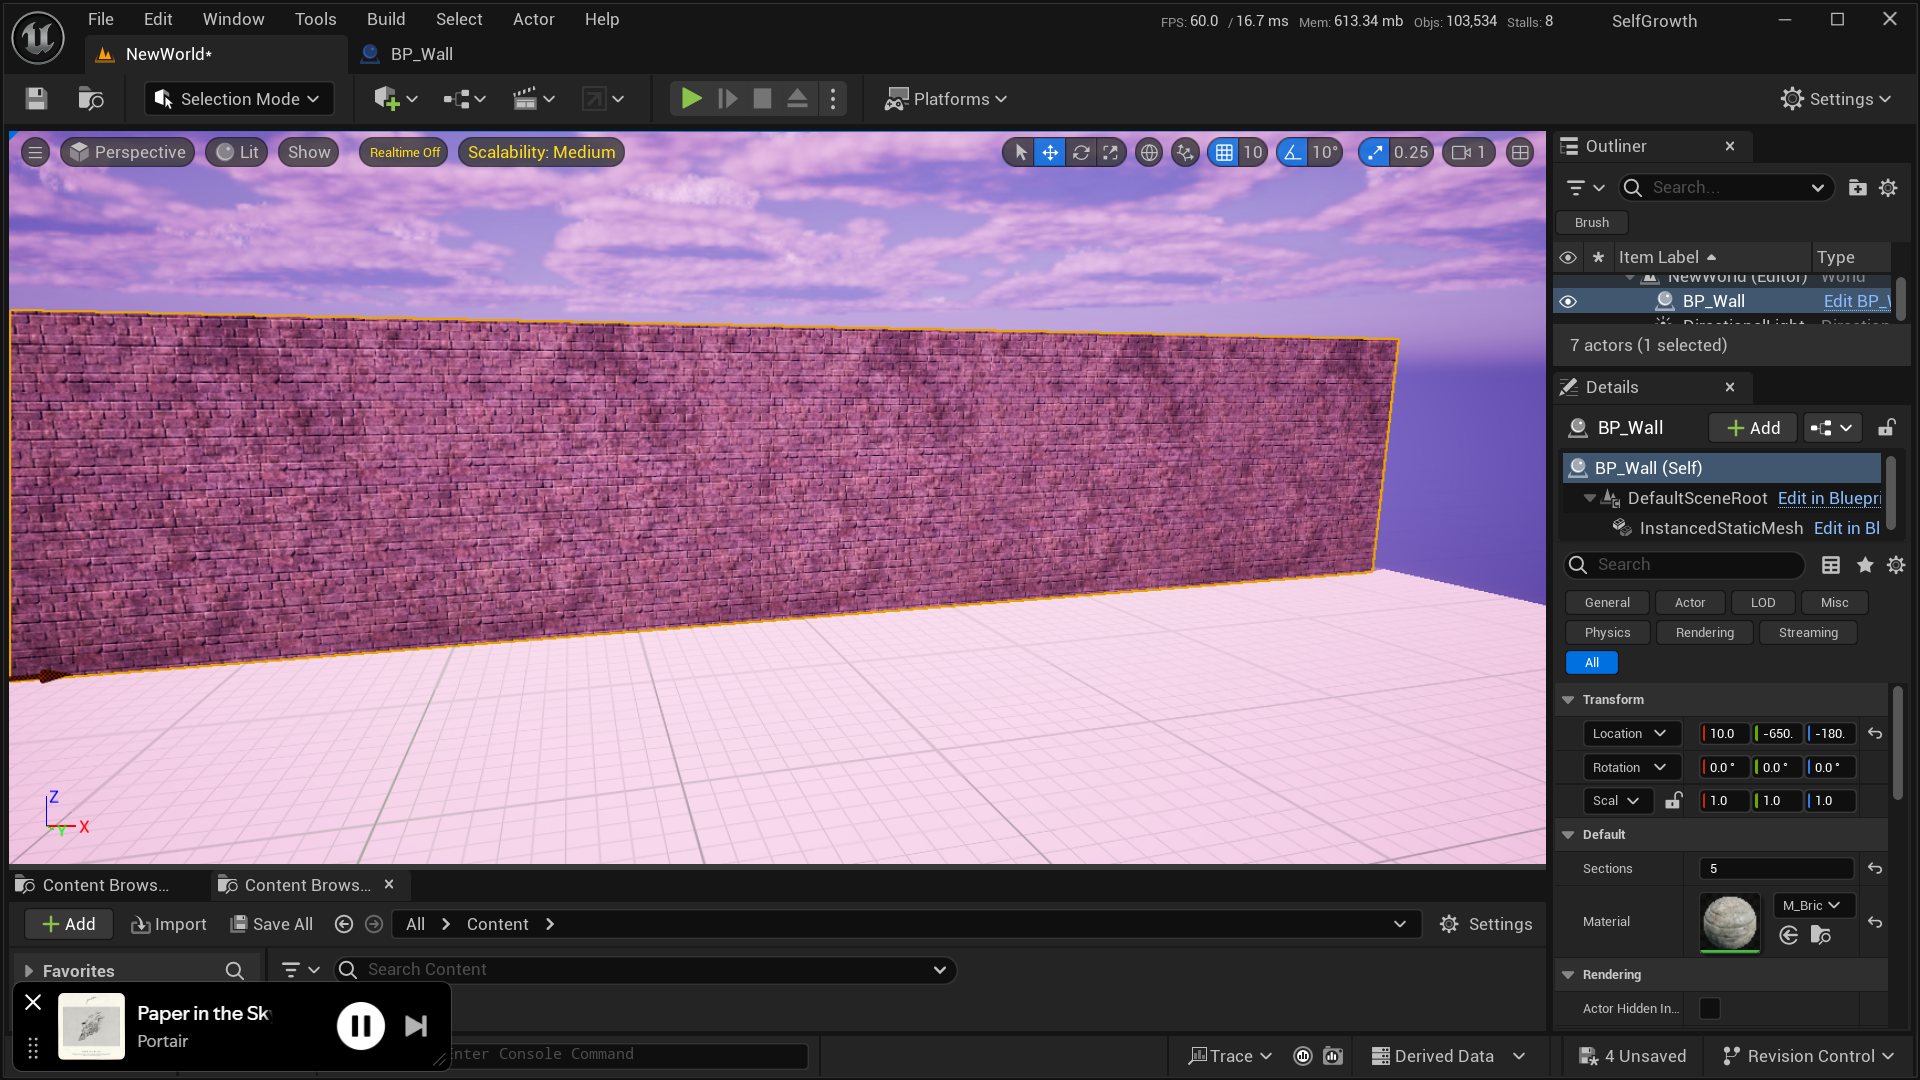 File Edit Window Tools Build Select Actor Help
FPS: 60.0 / 16.7 ms Mem: 613.34 mb Objs: 103,534 Stalls: 8
SelfGrowth
NewWorld*
BP_Wall
Selection Mode
Platforms
Settings
Perspective
Lit
Show
Realtime Off
Scalability: Medium
10
10°
0.25
1
Z
Y
X
Outliner
Search...
Brush
Item Label
Type
NewWorld (Editor) World
BP_Wall Edit BP_
DirectionalLight Direction
7 actors (1 selected)
Details
BP_Wall
Add
BP_Wall (Self)
DefaultSceneRoot Edit in Bluepri
InstancedStaticMesh Edit in Bl
Search
General Actor LOD Misc
Physics Rendering Streaming
All
Transform
Location 10.0 -650. -180.
Rotation 0.0° 0.0° 0.0°
Scal 1.0 1.0 1.0
Default
Sections 5
Material M_Bric
Rendering
Actor Hidden In...
Content Brows...
Content Brows...
Add Import Save All All Content
Settings
Favorites
Search Content
Paper in the Sk
Portair
nter Console Command
Trace
Derived Data
4 Unsaved
Revision Control